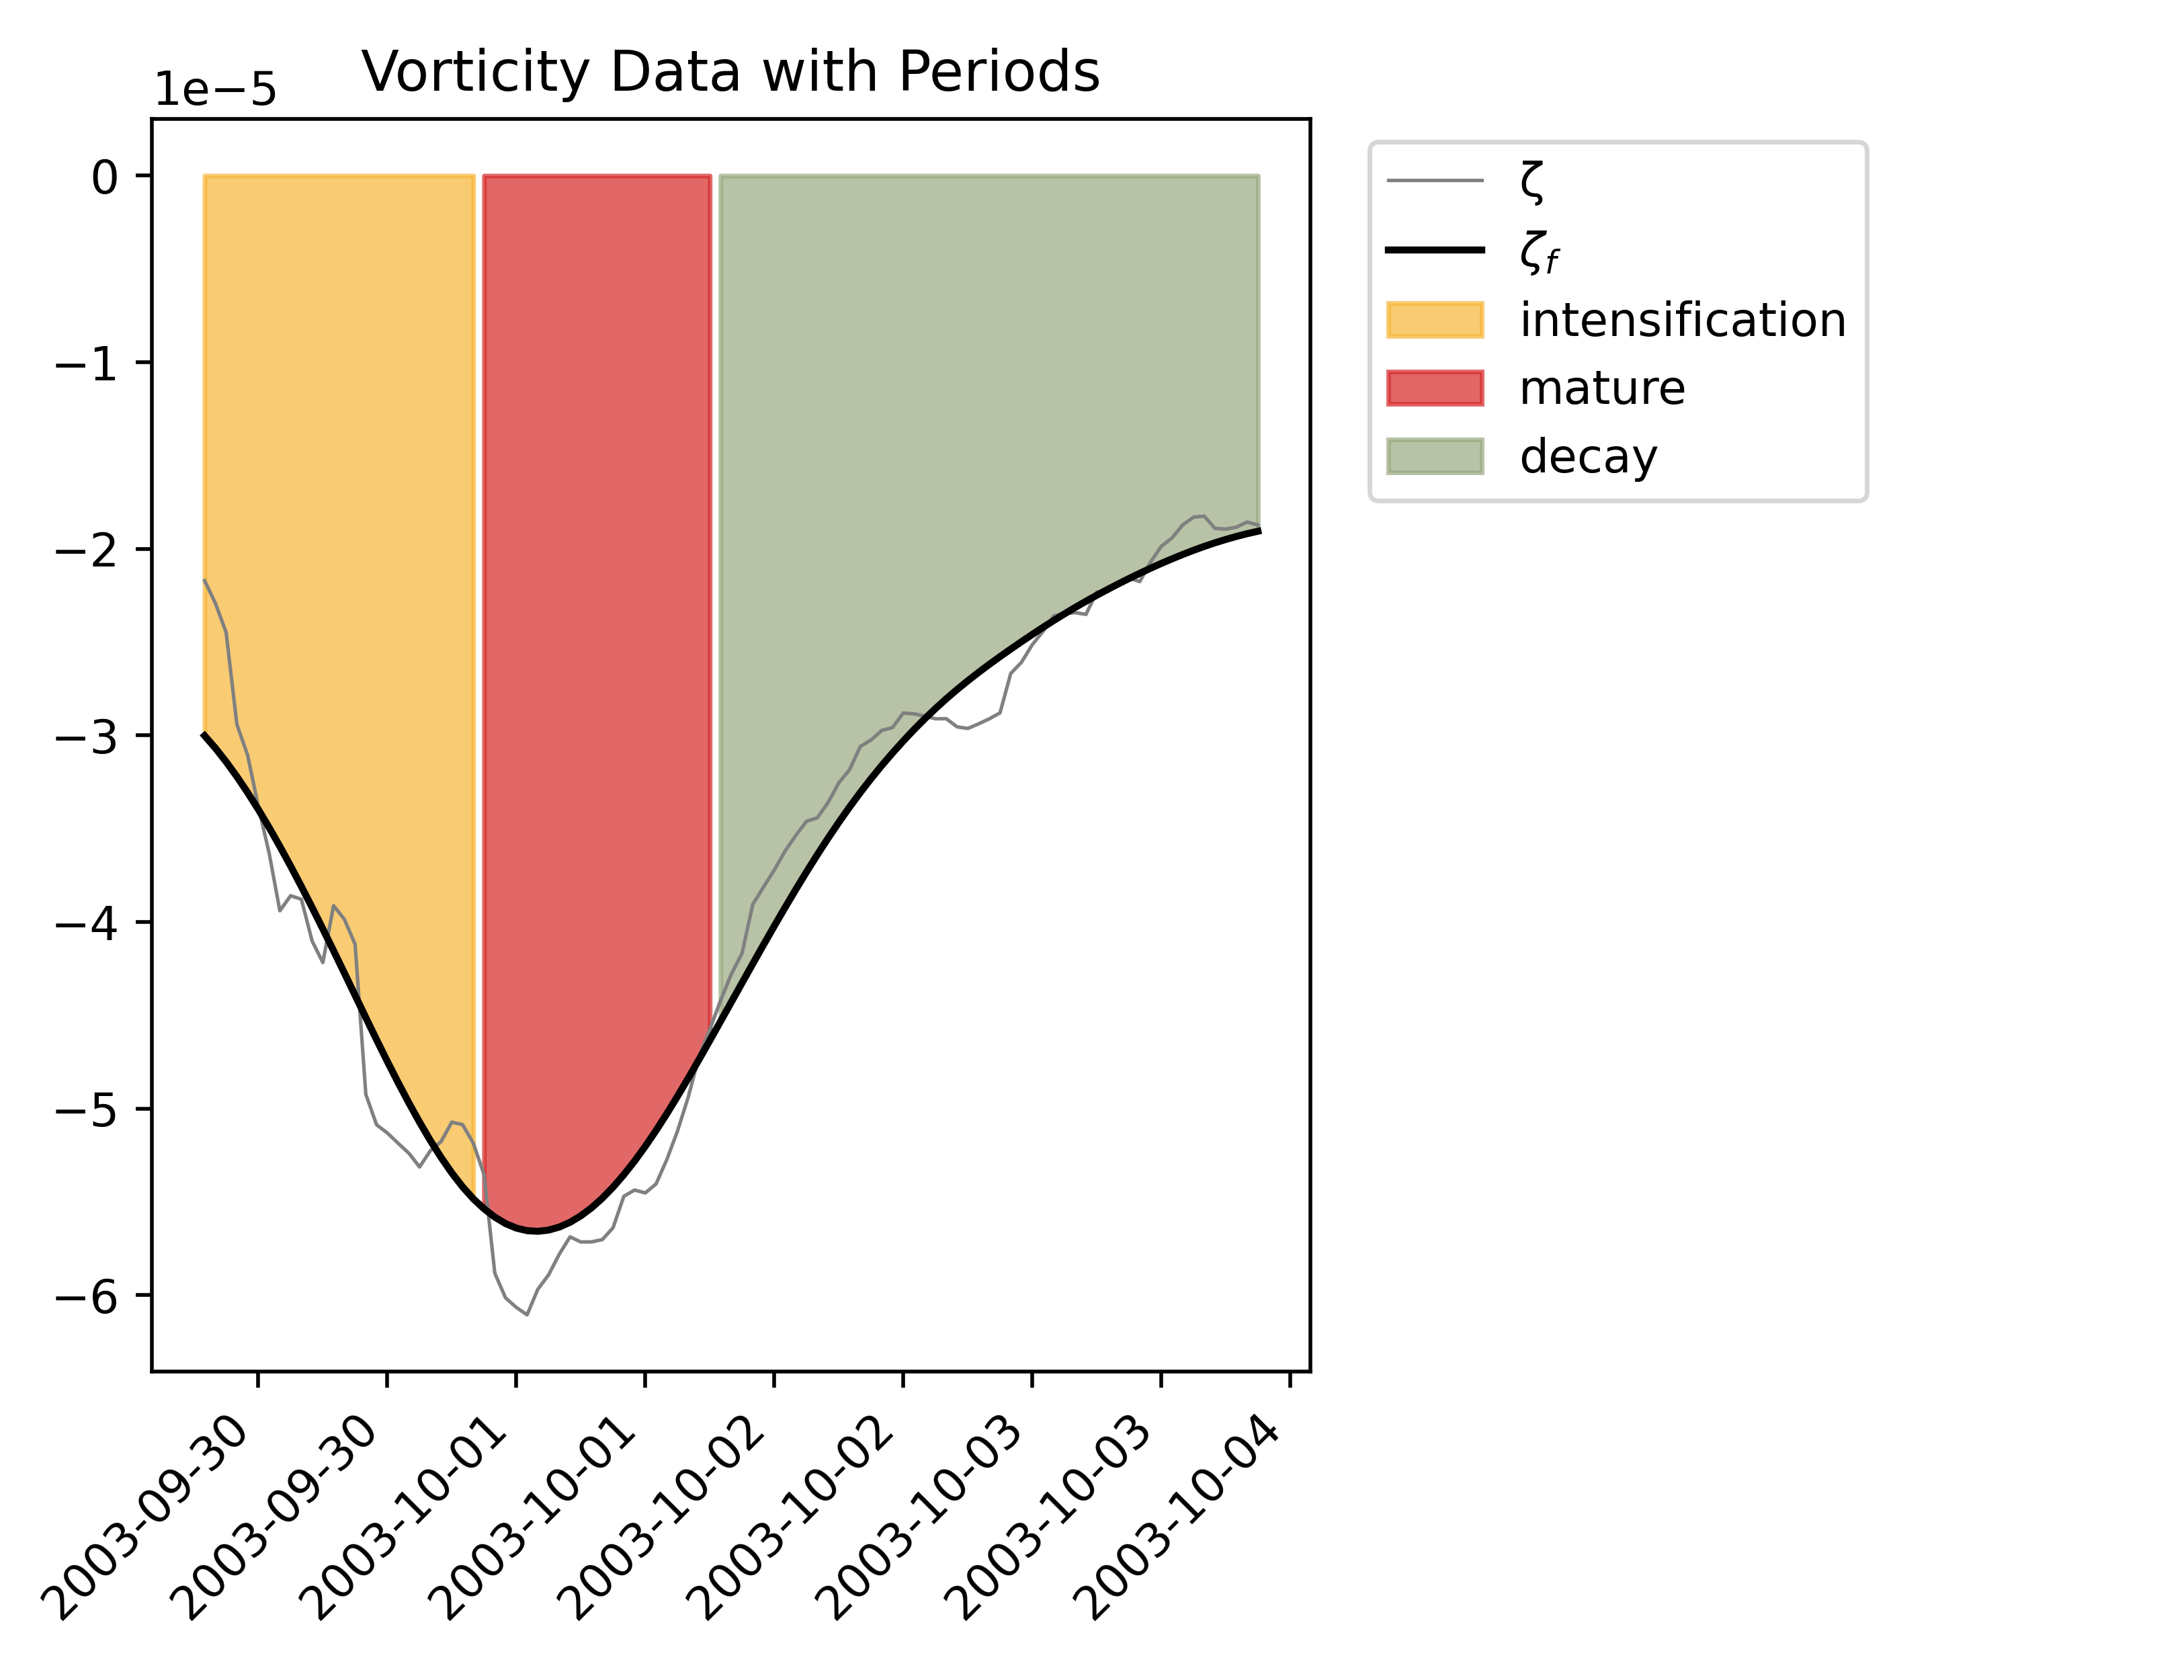 Vorticity Data with Periods
1e−5
0
−1
−2
−3
−4
−5
−6
2003-09-30
2003-09-30
2003-10-01
2003-10-01
2003-10-02
2003-10-02
2003-10-03
2003-10-03
2003-10-04
ζ
ζf
intensification
mature
decay